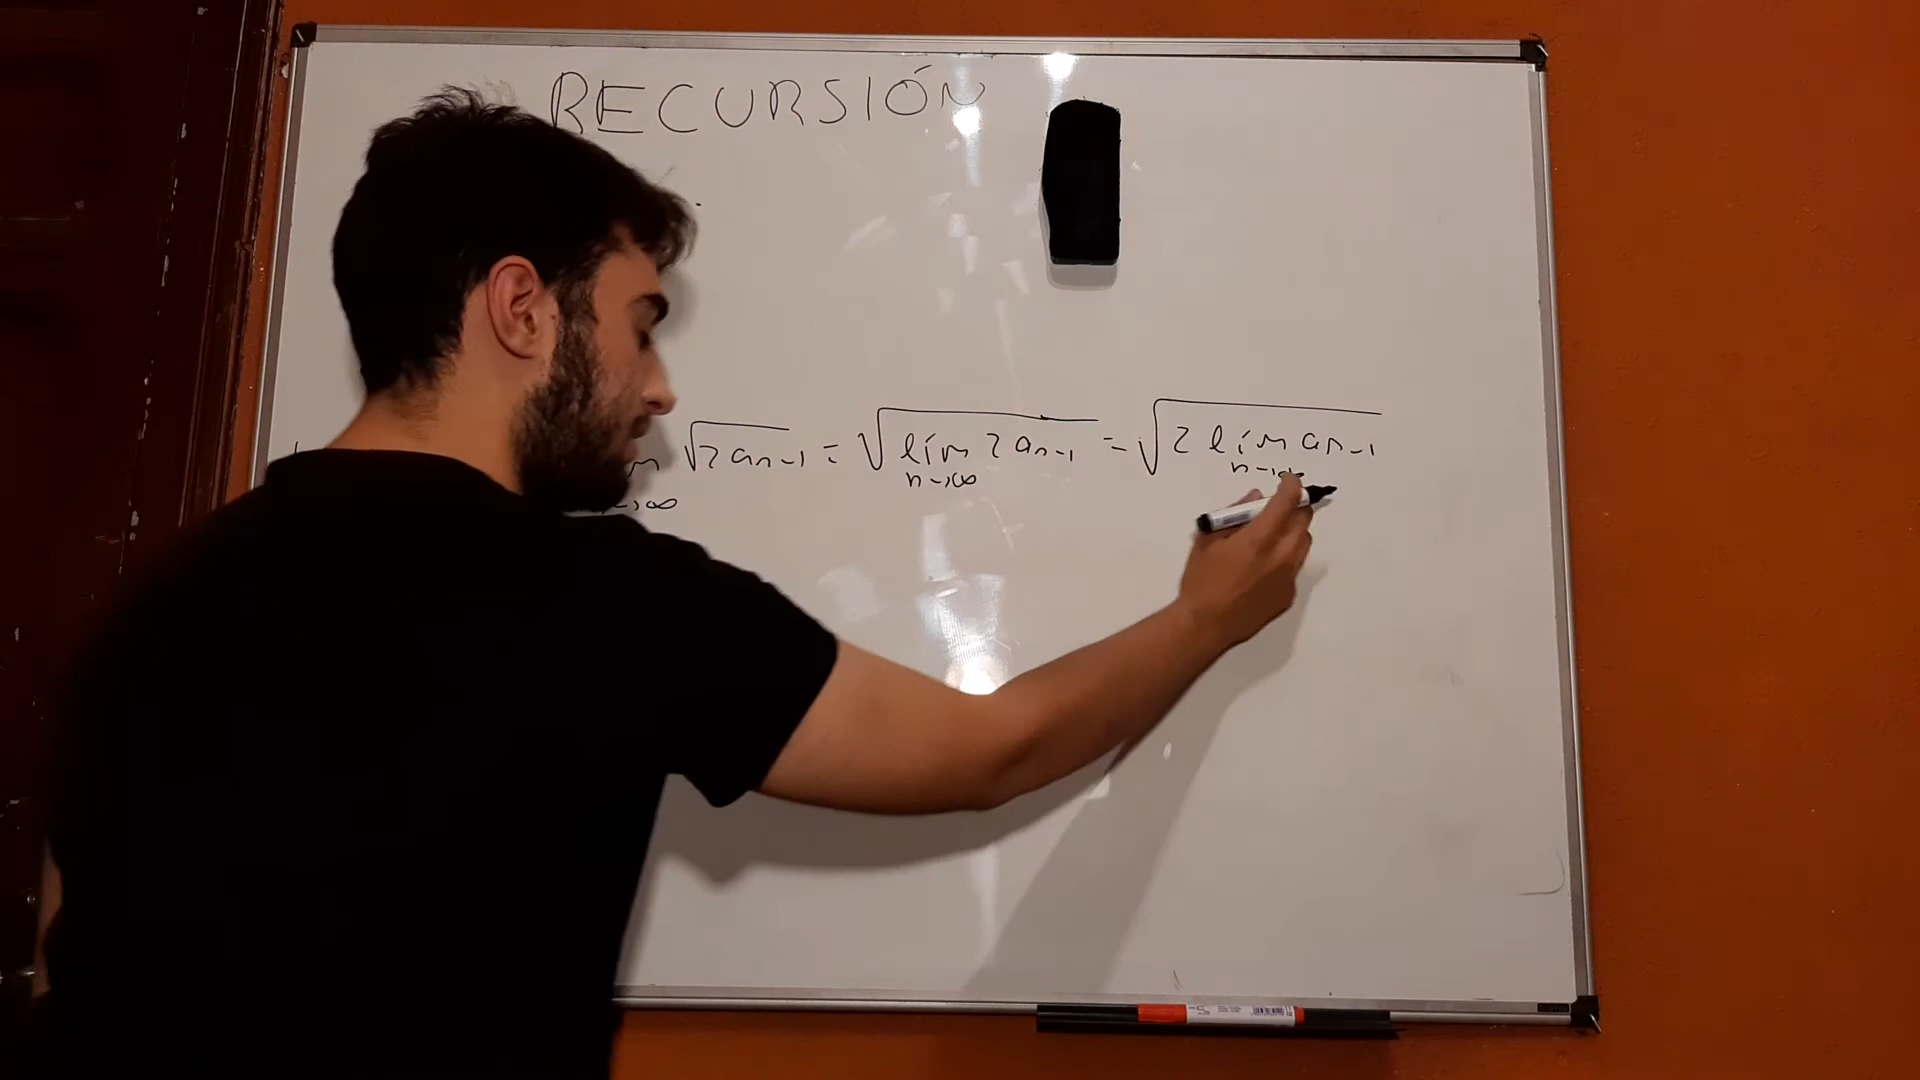 RECURSIÓN
√2an-1 = √lím 2an-1 = √2 lím an-1
n→∞ n→∞ n→∞